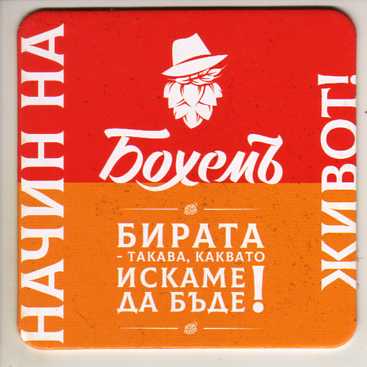 НАЧИН НА
Бохемъ
БИРАТА
- ТАКАВА, КАКВАТО
ИСКАМЕ
ДА БЪДЕ!
ЖИВОТ!